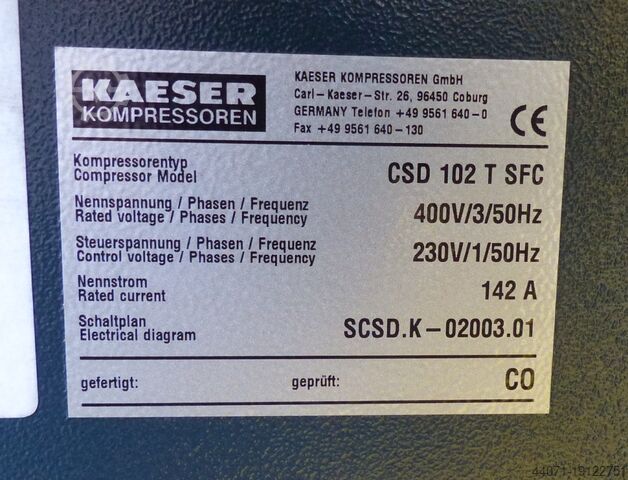 KAESER
KOMPRESSOREN
KAESER KOMPRESSOREN GmbH
Carl-Kaeser-Str. 26, 96450 Coburg
GERMANY Telefon +49 9561 640-0
Fax +49 9561 640-130
CE
Kompressorentyp
Compressor Model
CSD 102 T SFC
Nennspannung / Phasen / Frequenz
Rated voltage / Phases / Frequency
400V/3/50Hz
Steuerspannung / Phasen / Frequenz
Control voltage / Phases / Frequency
230V/1/50Hz
Nennstrom
Rated current
142 A
Schaltplan
Electrical diagram
SCSD.K-02003.01
gefertigt:
geprüft:
CO
44071-19122751